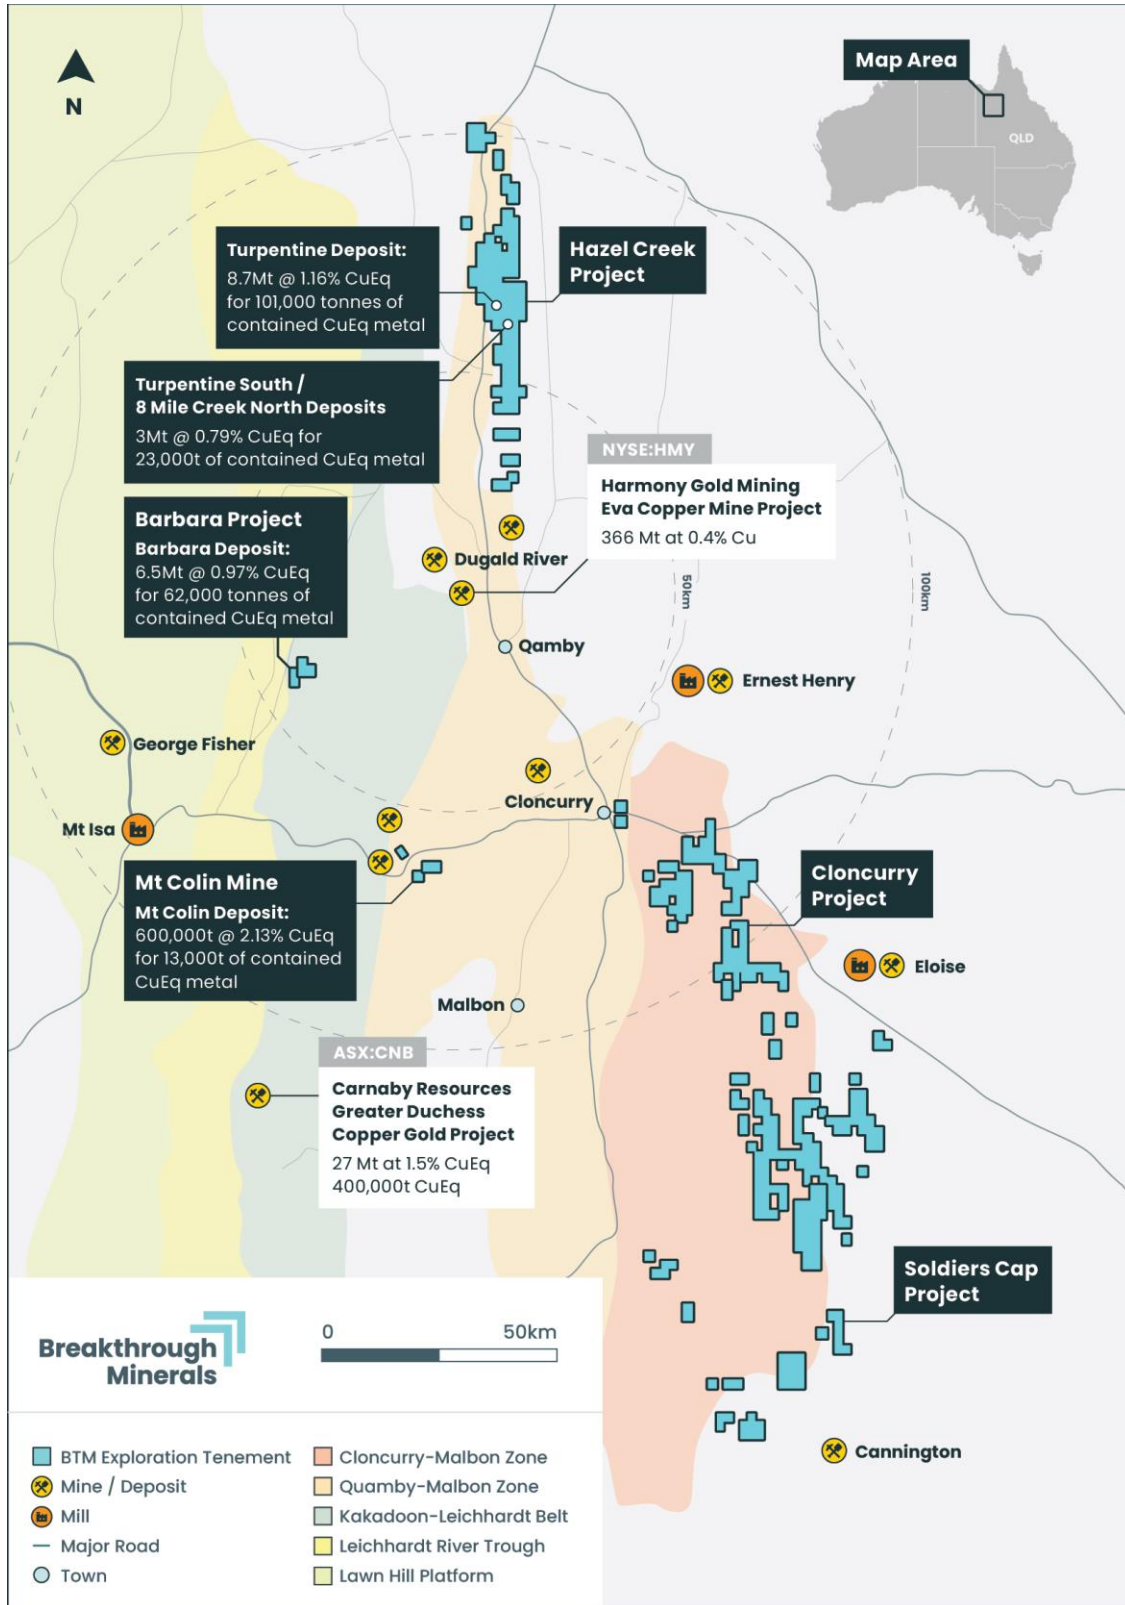 N
Map Area
QLD
Turpentine Deposit:
8.7Mt @ 1.16% CuEq
for 101,000 tonnes of
contained CuEq metal
Hazel Creek
Project
Turpentine South /
8 Mile Creek North Deposits
3Mt @ 0.79% CuEq for
23,000t of contained CuEq metal
NYSE:HMY
Harmony Gold Mining
Eva Copper Mine Project
366 Mt at 0.4% Cu
Barbara Project
Barbara Deposit:
6.5Mt @ 0.97% CuEq
for 62,000 tonnes of
contained CuEq metal
Dugald River
50km
100km
Qamby
Ernest Henry
George Fisher
Cloncurry
Mt Isa
Mt Colin Mine
Mt Colin Deposit:
600,000t @ 2.13% CuEq
for 13,000t of contained
CuEq metal
Cloncurry
Project
Eloise
Malbon
ASX:CNB
Carnaby Resources
Greater Duchess
Copper Gold Project
27 Mt at 1.5% CuEq
400,000t CuEq
Soldiers Cap
Project
Breakthrough
Minerals
0 50km
Cannington
BTM Exploration Tenement
Mine / Deposit
Mill
Major Road
Town
Cloncurry-Malbon Zone
Quamby-Malbon Zone
Kakadoon-Leichhardt Belt
Leichhardt River Trough
Lawn Hill Platform